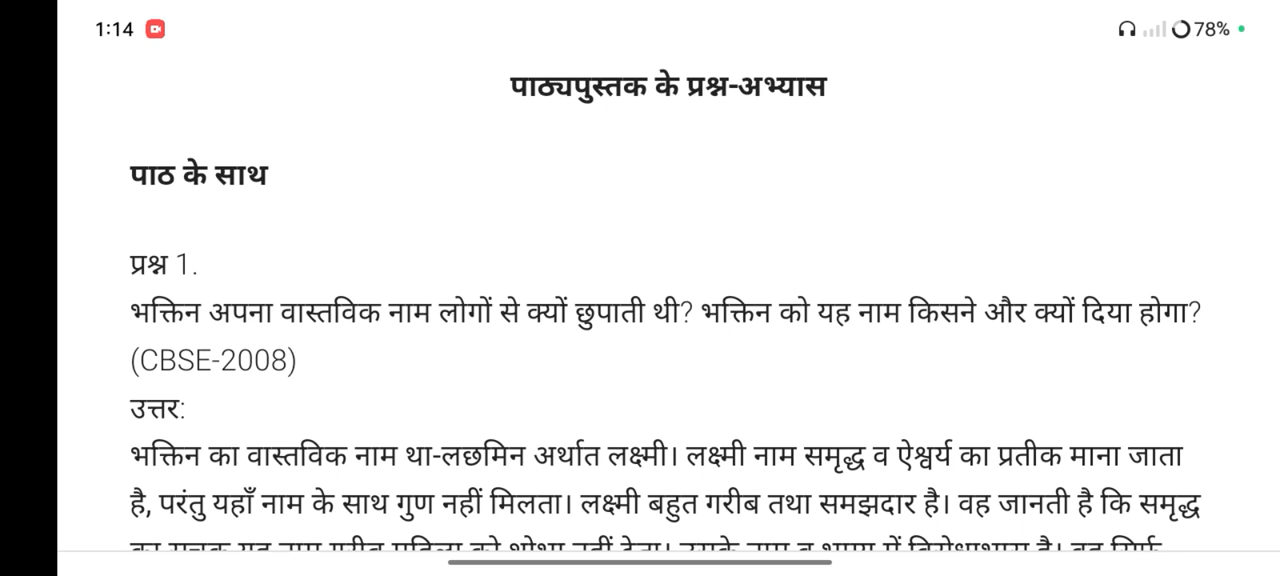 1:14
78%
पाठ्यपुस्तक के प्रश्न-अभ्यास
पाठ के साथ
प्रश्न 1.
भक्तिन अपना वास्तविक नाम लोगों से क्यों छुपाती थी? भक्तिन को यह नाम किसने और क्यों दिया होगा?
(CBSE-2008)
उत्तर:
भक्तिन का वास्तविक नाम था-लछमिन अर्थात लक्ष्मी। लक्ष्मी नाम समृद्ध व ऐश्वर्य का प्रतीक माना जाता
है, परंतु यहाँ नाम के साथ गुण नहीं मिलता। लक्ष्मी बहुत गरीब तथा समझदार है। वह जानती है कि समृद्ध